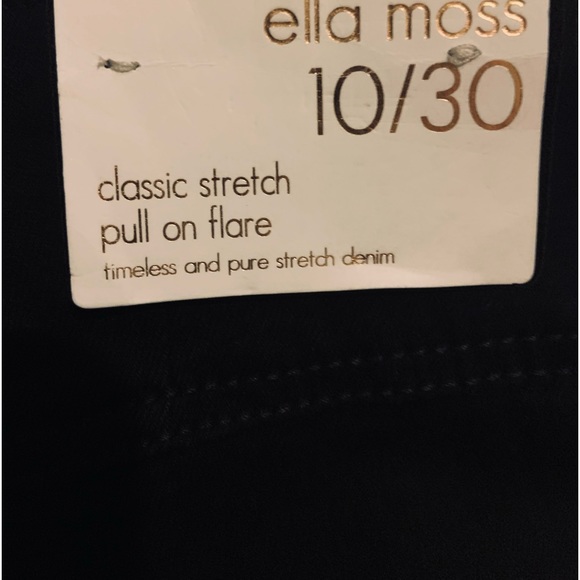 ella moss
10/30
classic stretch
pull on flare
timeless and pure stretch denim